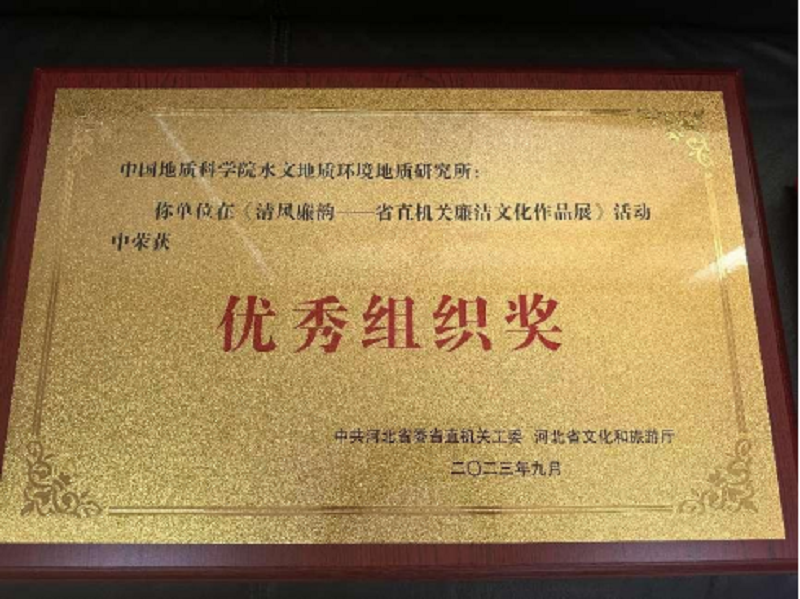 中国地质科学院水文地质环境地质研究所：
你单位在《清风廉韵——省直机关廉洁文化作品展》活动
中荣获
优秀组织奖
中共河北省委省直机关工委 河北省文化和旅游厅
二〇二三年九月